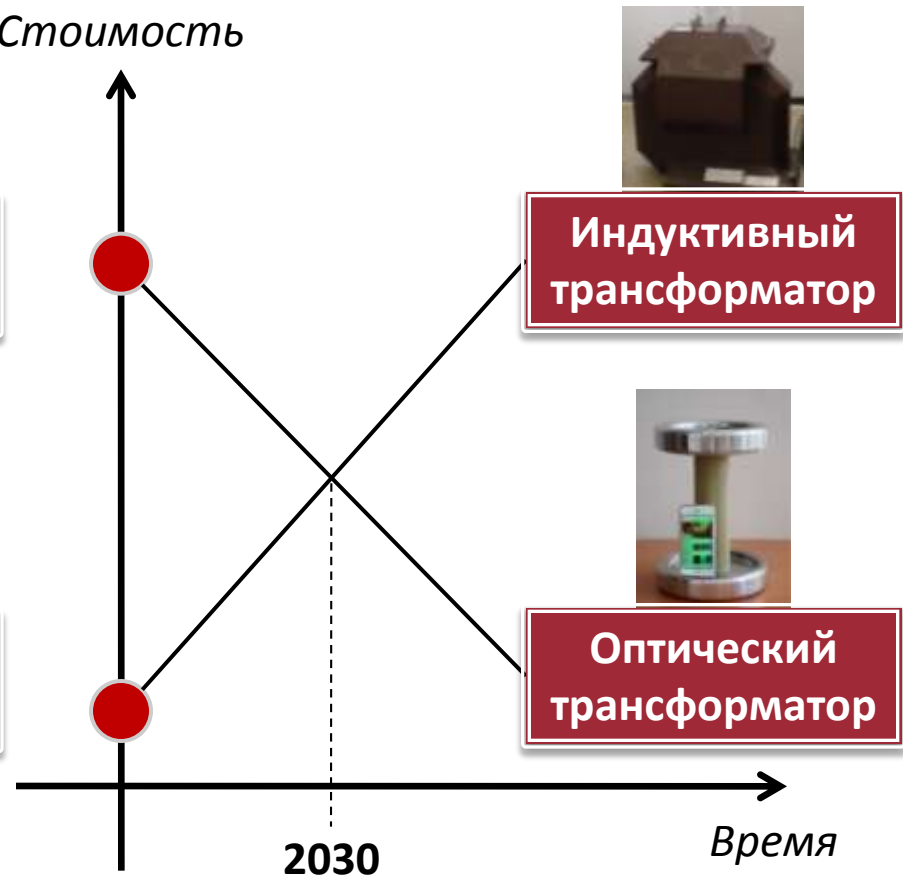 Стоимость
Индуктивный
трансформатор
Оптический
трансформатор
2030
Время